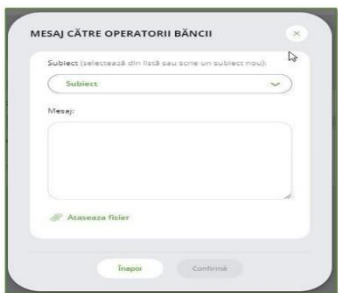 MESAJ CĂTRE OPERATORII BĂNCII
Subiect (selectează din listă sau scrie un subiect nou):
Subiect
Mesaj:
Ataseaza fisier
Înapoi
Confirmă